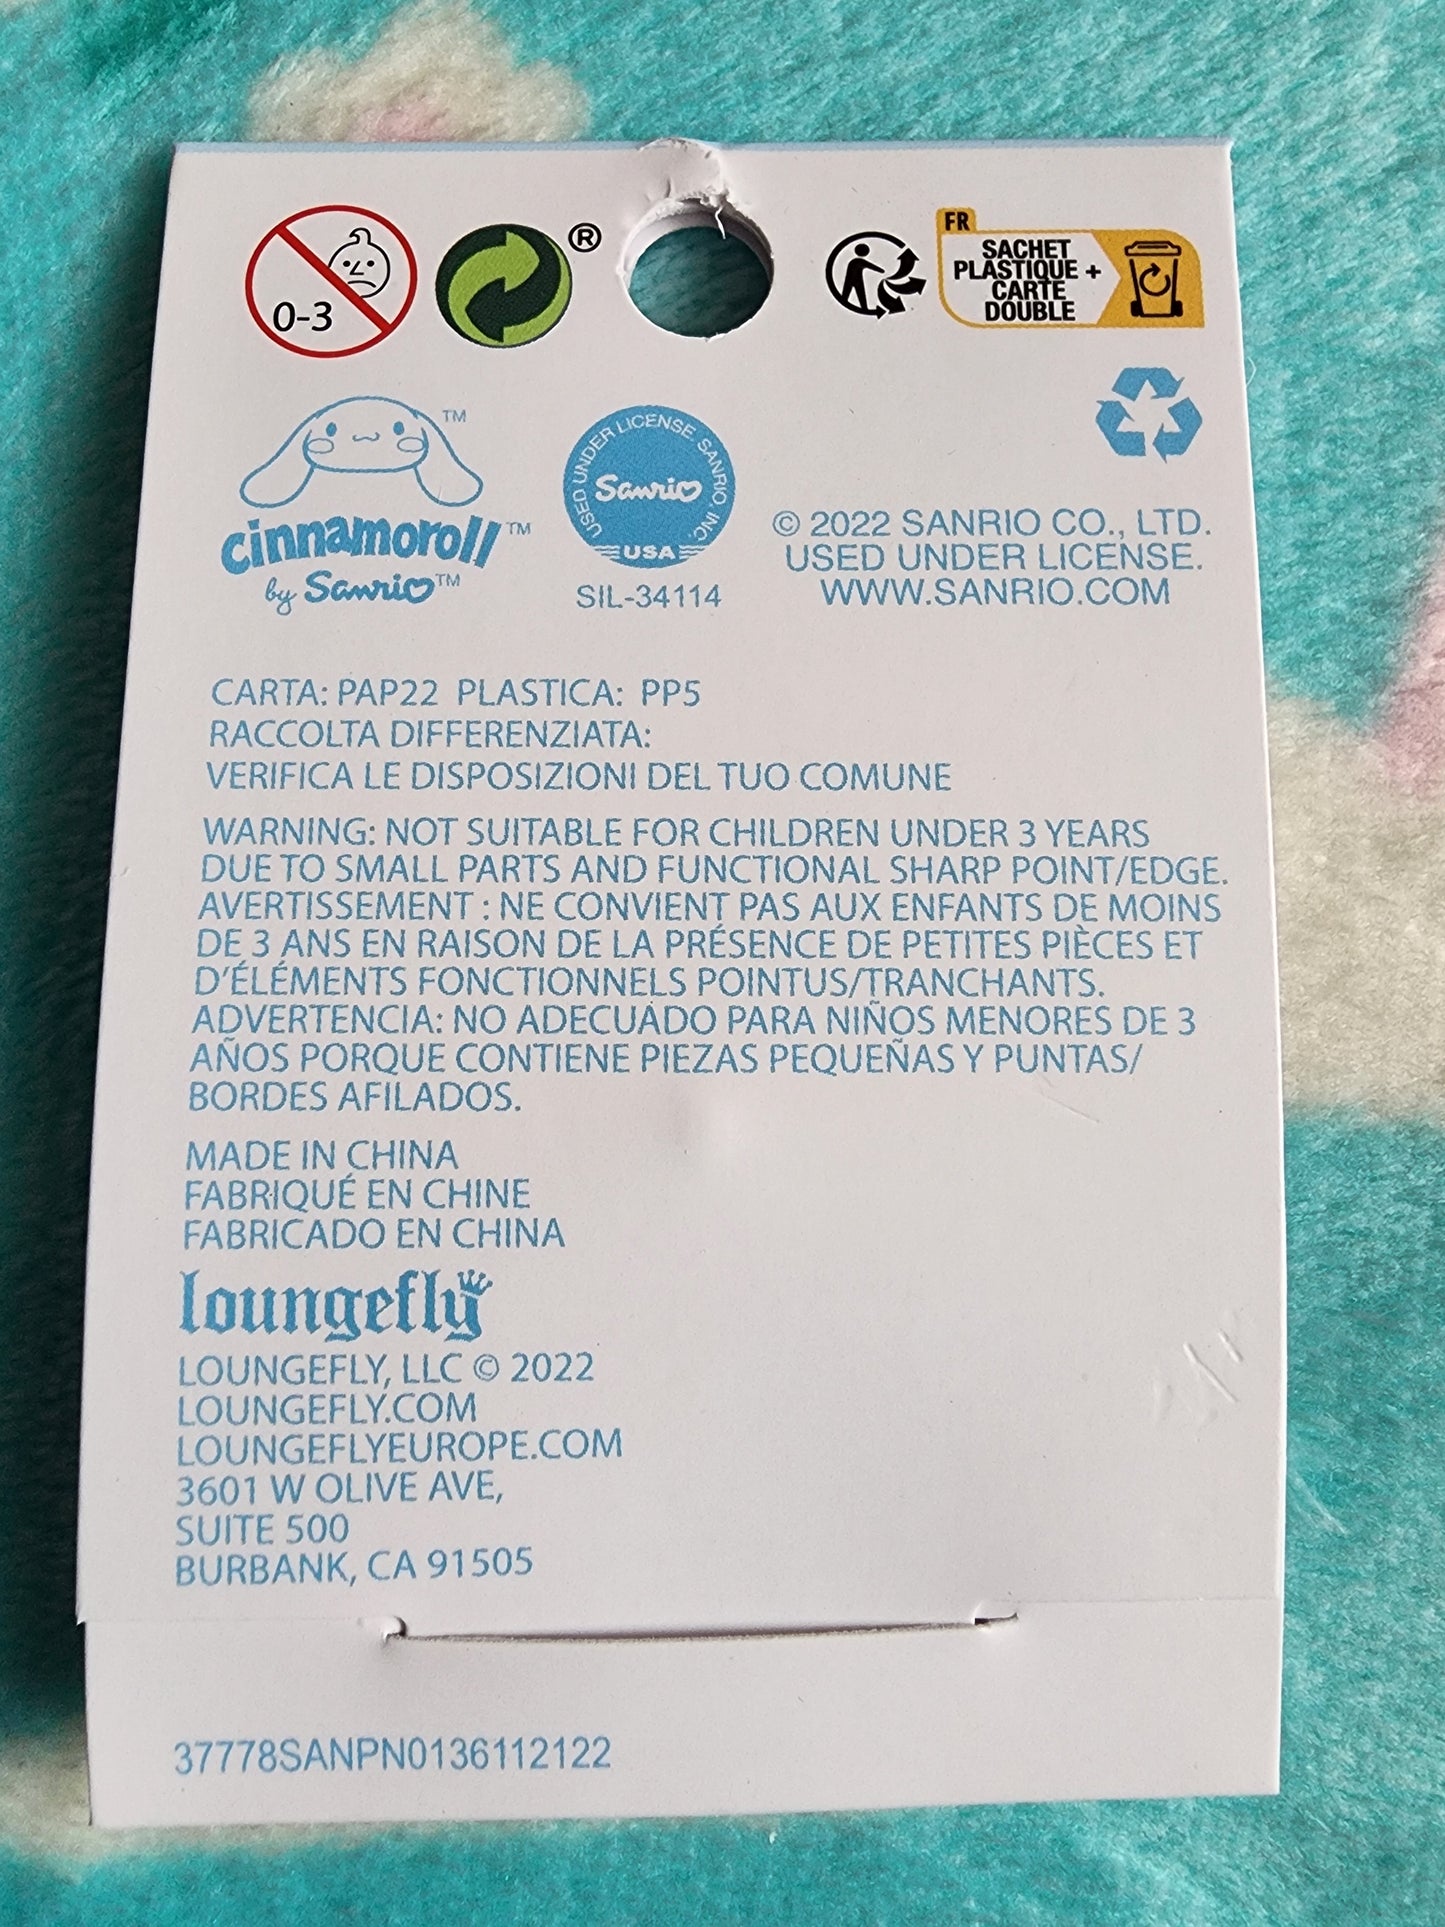 0-3
®
FR
SACHET
PLASTIQUE +
CARTE
DOUBLE
TM
cinnamoroll™
by Sanrio™
USED UNDER LICENSE. SANRIO, INC.
Sanrio
USA
SIL-34114
© 2022 SANRIO CO., LTD.
USED UNDER LICENSE.
WWW.SANRIO.COM
CARTA: PAP22 PLASTICA: PP5
RACCOLTA DIFFERENZIATA:
VERIFICA LE DISPOSIZIONI DEL TUO COMUNE
WARNING: NOT SUITABLE FOR CHILDREN UNDER 3 YEARS
DUE TO SMALL PARTS AND FUNCTIONAL SHARP POINT/EDGE.
AVERTISSEMENT : NE CONVIENT PAS AUX ENFANTS DE MOINS
DE 3 ANS EN RAISON DE LA PRÉSENCE DE PETITES PIÈCES ET
D'ÉLÉMENTS FONCTIONNELS POINTUS/TRANCHANTS.
ADVERTENCIA: NO ADECUADO PARA NIÑOS MENORES DE 3
AÑOS PORQUE CONTIENE PIEZAS PEQUEÑAS Y PUNTAS/
BORDES AFILADOS.
MADE IN CHINA
FABRIQUÉ EN CHINE
FABRICADO EN CHINA
loungefly
LOUNGEFLY, LLC © 2022
LOUNGEFLY.COM
LOUNGEFLYEUROPE.COM
3601 W OLIVE AVE,
SUITE 500
BURBANK, CA 91505
37778SANPN0136112122